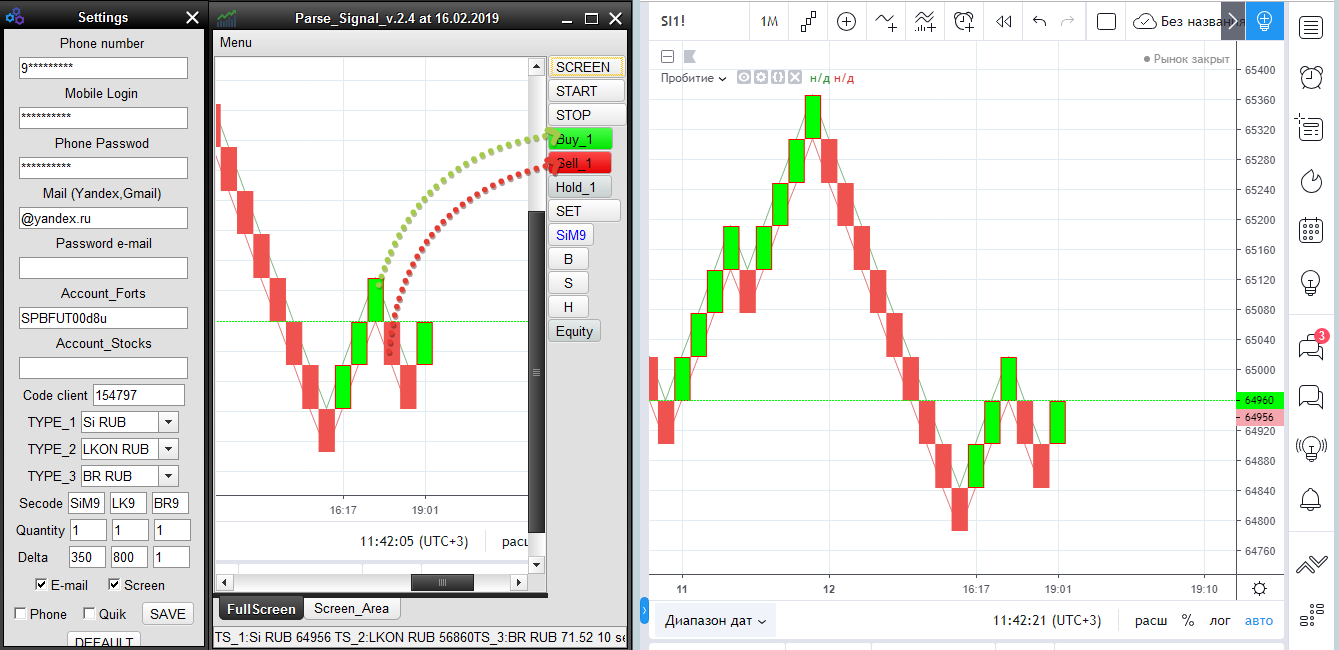 Settings
Phone number
9*********
Mobile Login
**********
Phone Passwod
**********
Mail (Yandex,Gmail)
@yandex.ru
Password e-mail
Account_Forts
SPBFUT00d8u
Account_Stocks
Code client 154797
TYPE_1 Si RUB
TYPE_2 LKON RUB
TYPE_3 BR RUB
Secode SiM9 LK9 BR9
Quantity 1 1 1
Delta 350 800 1
E-mail Screen
Phone Quik SAVE
DEFAULT
Parse_Signal_v.2.4 at 16.02.2019
Menu
SCREEN
START
STOP
Buy_1
Sell_1
Hold_1
SET
SiM9
B
S
H
Equity
16:17 19:01
11:42:05 (UTC+3)
FullScreen Screen_Area
TS_1:Si RUB 64956 TS_2:LKON RUB 56860TS_3:BR RUB 71.52 10 se
SI1!
1М
Без названия
Рынок закрыт
Пробитие н/д н/д
65400
65360
65320
65280
65240
65200
65160
65120
65080
65040
65000
64960
64956
64920
64880
64840
64800
64760
11 12 16:17 19:01 19:10
Диапазон дат 11:42:21 (UTC+3) расш % лог авто
3